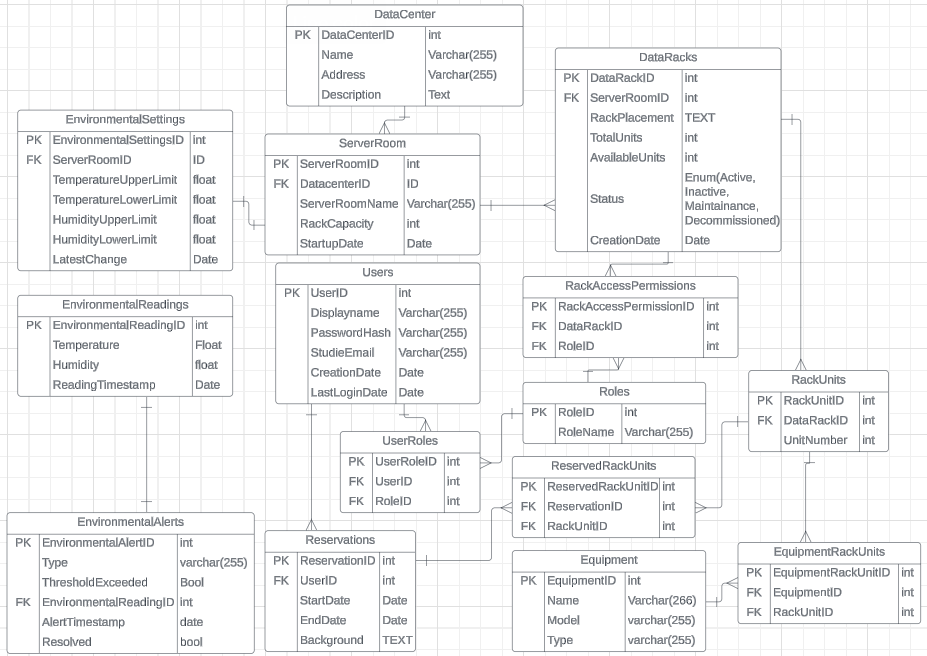 DataCenter
PK DataCenterID int
Name Varchar(255)
Address Varchar(255)
Description Text
DataRacks
PK DataRackID int
FK ServerRoomID int
RackPlacement TEXT
TotalUnits int
AvailableUnits int
Status Enum(Active,
Inactive,
Maintainance,
Decommissioned)
CreationDate Date
EnvironmentalSettings
PK EnvironmentalSettingsID int
FK ServerRoomID ID
TemperatureUpperLimit float
TemperatureLowerLimit float
HumidityUpperLimit float
HumidityLowerLimit float
LatestChange Date
ServerRoom
PK ServerRoomID int
FK DatacenterID ID
ServerRoomName Varchar(255)
RackCapacity int
StartupDate Date
Users
PK UserID int
Displayname Varchar(255)
PasswordHash Varchar(255)
StudieEmail Varchar(255)
CreationDate Date
LastLoginDate Date
RackAccessPermissions
PK RackAccessPermissionID int
FK DataRackID int
FK RoleID int
EnvironmentalReadings
PK EnvironmentalReadingID int
Temperature Float
Humidity float
ReadingTimestamp Date
RackUnits
PK RackUnitID int
FK DataRackID int
UnitNumber int
Roles
PK RoleID int
RoleName Varchar(255)
UserRoles
PK UserRoleID int
FK UserID int
FK RoleID int
ReservedRackUnits
PK ReservedRackUnitID int
FK ReservationID int
FK RackUnitID int
EnvironmentalAlerts
PK EnvironmentalAlertID int
Type varchar(255)
ThresholdExceeded Bool
FK EnvironmentalReadingID int
AlertTimestamp date
Resolved bool
Reservations
PK ReservationID int
FK UserID int
StartDate Date
EndDate Date
Background TEXT
Equipment
PK EquipmentID int
Name Varchar(266)
Model varchar(255)
Type varchar(255)
EquipmentRackUnits
PK EquipmentRackUnitID int
FK EquipmentID int
FK RackUnitID int